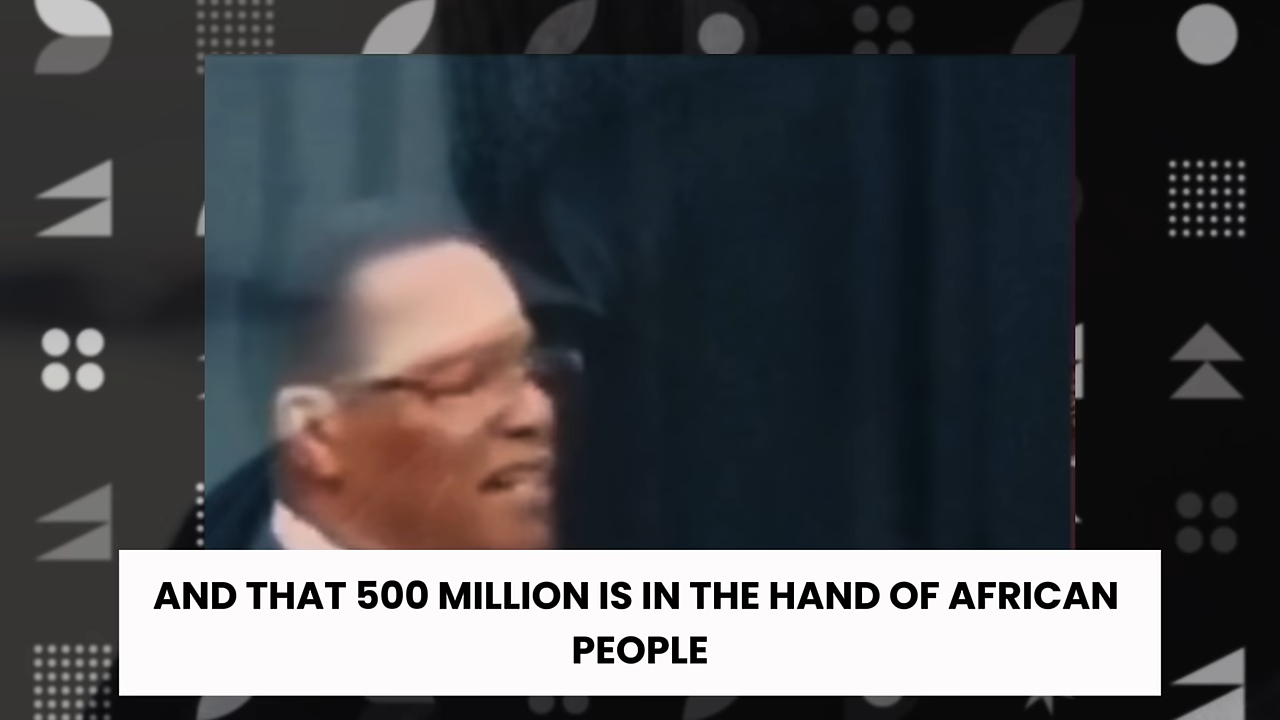 AND THAT 500 MILLION IS IN THE HAND OF AFRICAN
PEOPLE